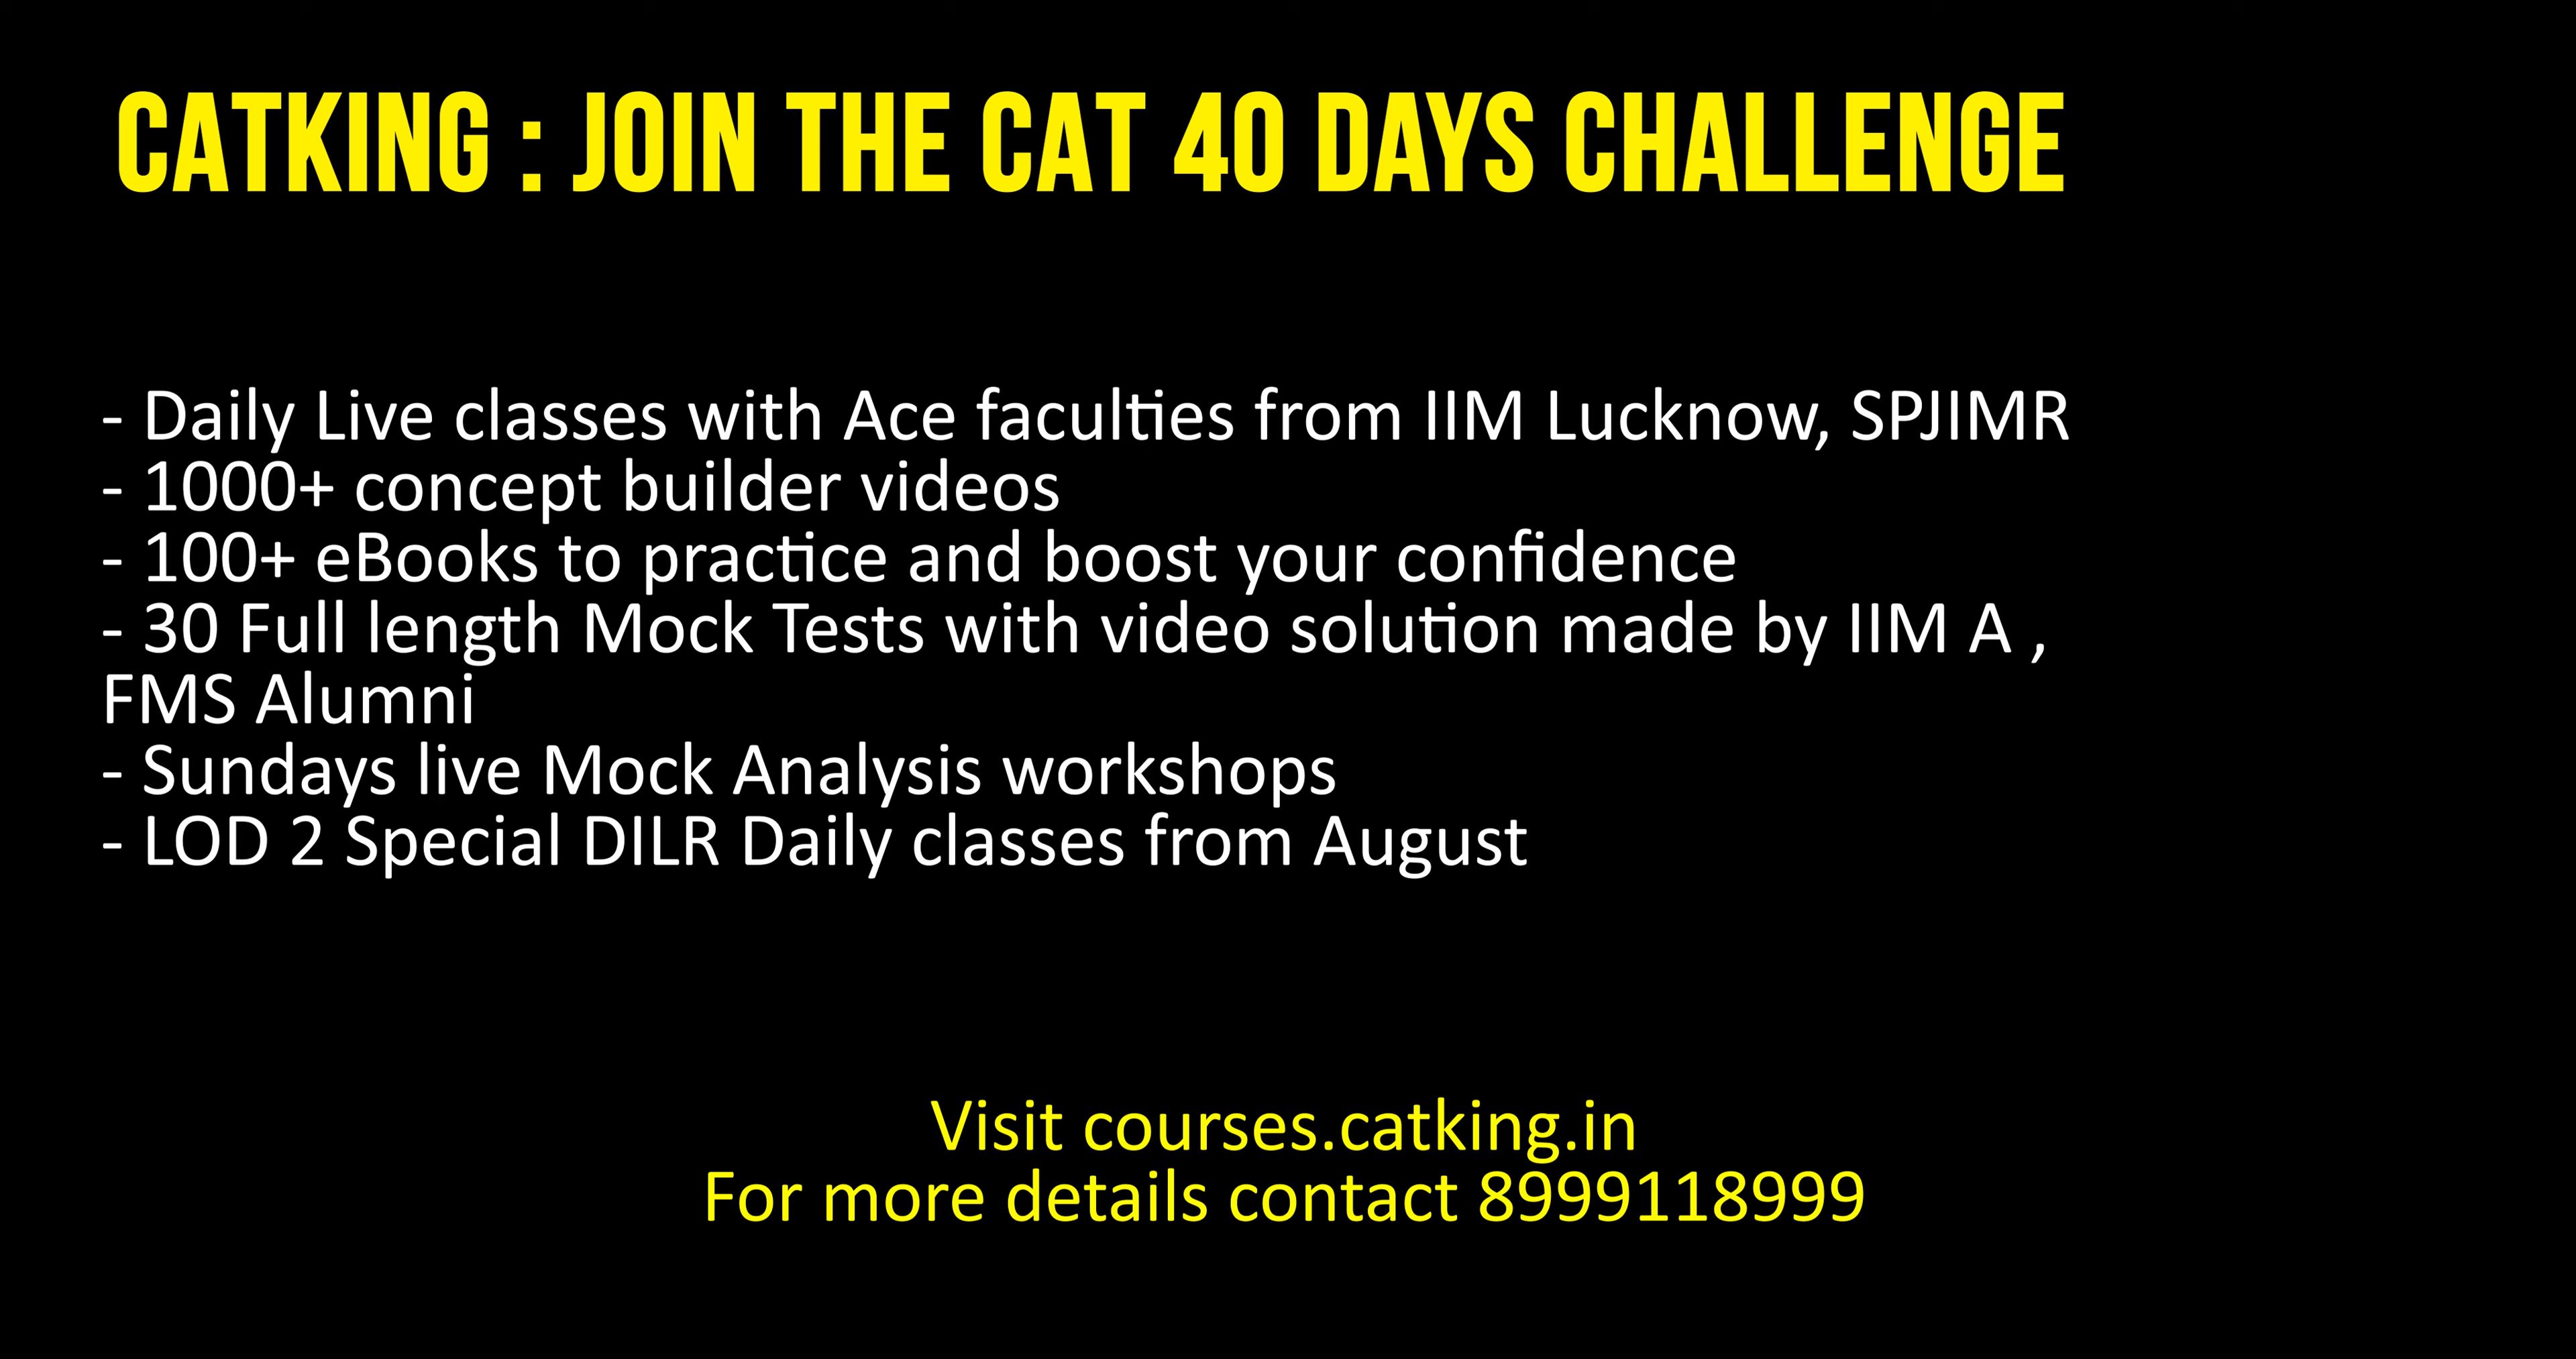 CATKING : JOIN THE CAT 40 DAYS CHALLENGE
- Daily Live classes with Ace faculties from IIM Lucknow, SPJIMR
- 1000+ concept builder videos
- 100+ eBooks to practice and boost your confidence
- 30 Full length Mock Tests with video solution made by IIM A ,
FMS Alumni
- Sundays live Mock Analysis workshops
- LOD 2 Special DILR Daily classes from August
Visit courses.catking.in
For more details contact 8999118999